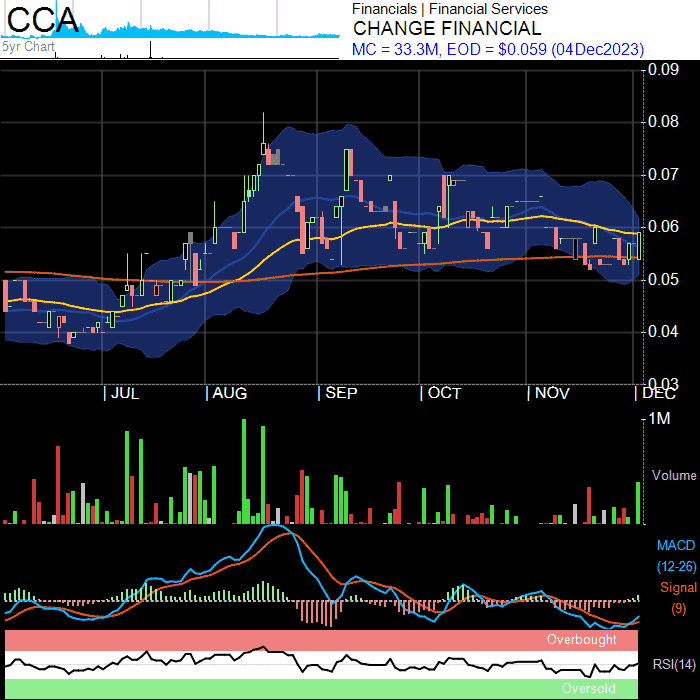 CCA
5yr Chart
Financials | Financial Services
CHANGE FINANCIAL
MC = 33.3M, EOD = $0.059 (04Dec2023)
0.09
0.08
0.07
0.06
0.05
0.04
0.03
| JUL | AUG | SEP | OCT | NOV | DEC
1M
Volume
MACD
(12-26)
Signal
(9)
Overbought
RSI(14)
Oversold